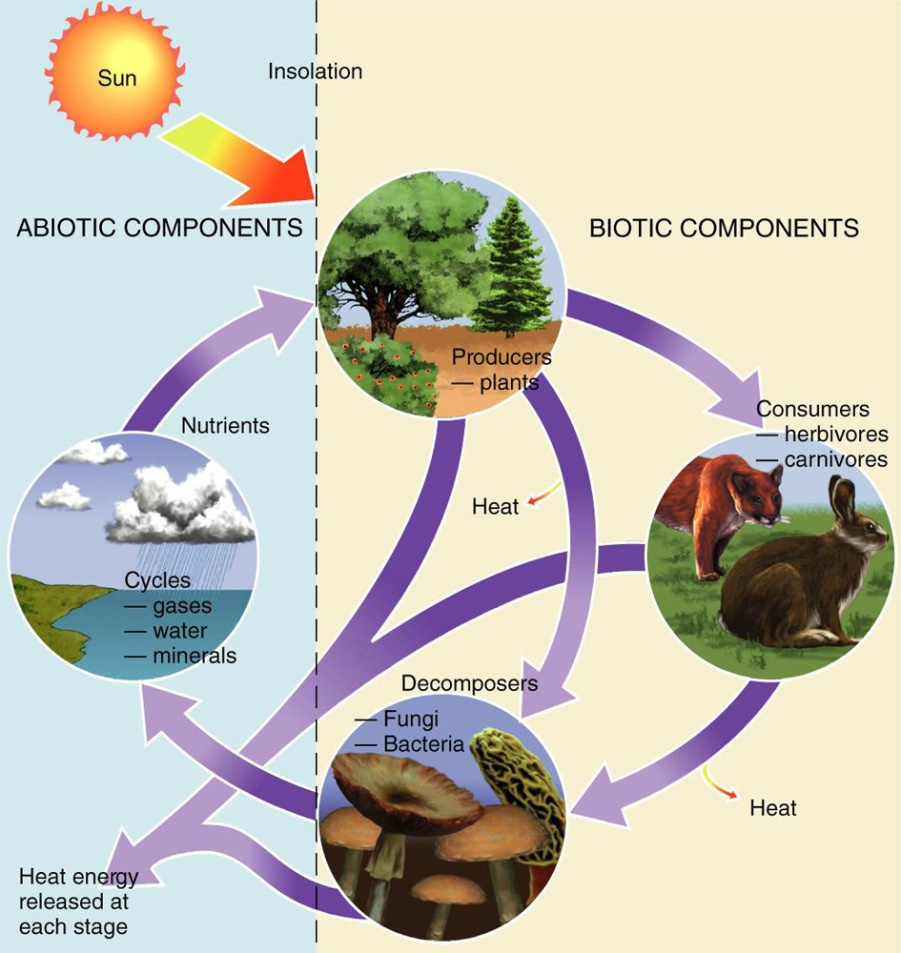 Sun
Insolation
ABIOTIC COMPONENTS
BIOTIC COMPONENTS
Producers
— plants
Consumers
— herbivores
— carnivores
Nutrients
Heat
Cycles
— gases
— water
— minerals
Decomposers
— Fungi
— Bacteria
Heat
Heat energy
released at
each stage